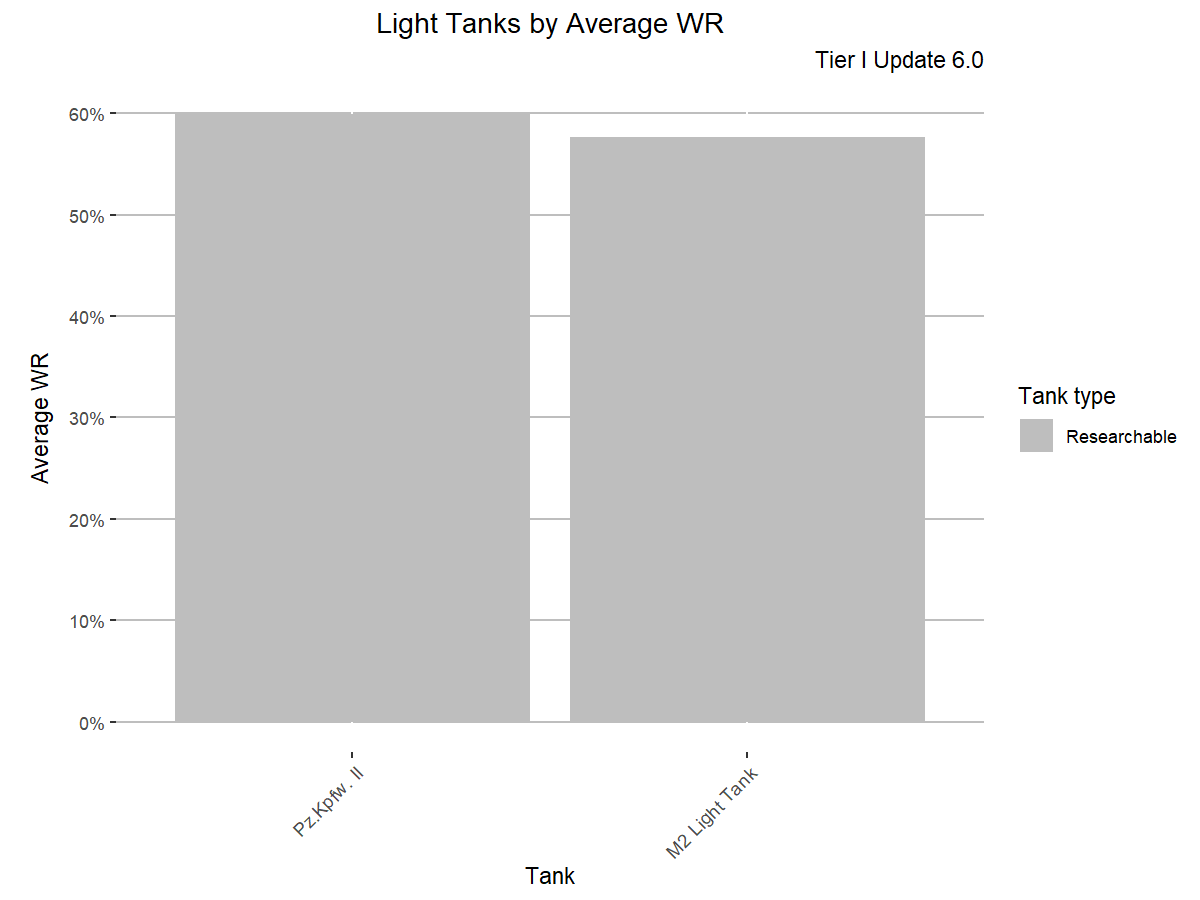 Light Tanks by Average WR
Tier I Update 6.0
60%
50%
40%
30%
20%
10%
0%
Average WR
Pz.Kpfw. II
M2 Light Tank
Tank
Tank type
Researchable